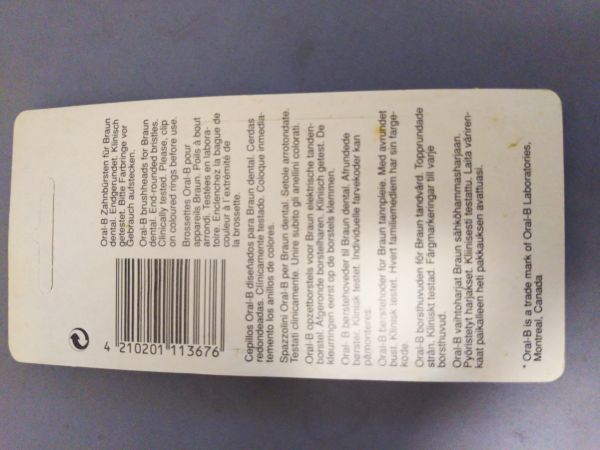 Oral-B Zahnbürsten für Braun
dental. Endgerundet. Klinisch
getestet. Bitte Farbringe vor
Gebrauch aufstecken.
Oral-B brushheads for Braun
dental. End-rounded bristles.
Clinically tested. Please, clip
on coloured rings before use.
Brossettes Oral-B pour
appareils Braun. Poils à bout
arrondi. Testées en labora-
toire. Enclenchez la bague de
couleur à l'extrémité de
la brossette.
4 210201 113676
Cepillos Oral-B diseñados para Braun dental. Cerdas
redondeadas. Clínicamente testado. Coloque inmedia-
temento los anillos de colores.
Spazzolini Oral-B per Braun dental. Setole arrotondate.
Testati clinicamente. Unire subito gli anellini colorati.
Oral-B opzetborstels voor Braun elektrische tanden-
borstel. Afgeronde borstelharen. Klinisch getest. De
kleurringen eerst op de borstels klemmen.
Oral-B børstehoveder til Braun dental. Afrundede
børster. Klinisk testet. Individuelle farvekoder kan
påmonteres.
Oral-B børstehoder for Braun tannpleie. Med avrundet
bust. Klinisk testet. Hvert familiemedlem har sin farge-
kode.
Oral-B borsthuvuden för Braun tandvård. Topprundade
strån. Kliniskt testad. Färgmarkeringar till varje
borsthuvud.
Oral-B vaihtoharjat Braun sähköhammasharjaan.
Pyöristetyt harjakset. Kliinisesti testattu. Laita väriren-
kaat paikalleen heti pakkauksen avattuasi.
* Oral-B is a trade mark of Oral-B Laboratories,
Montreal, Canada